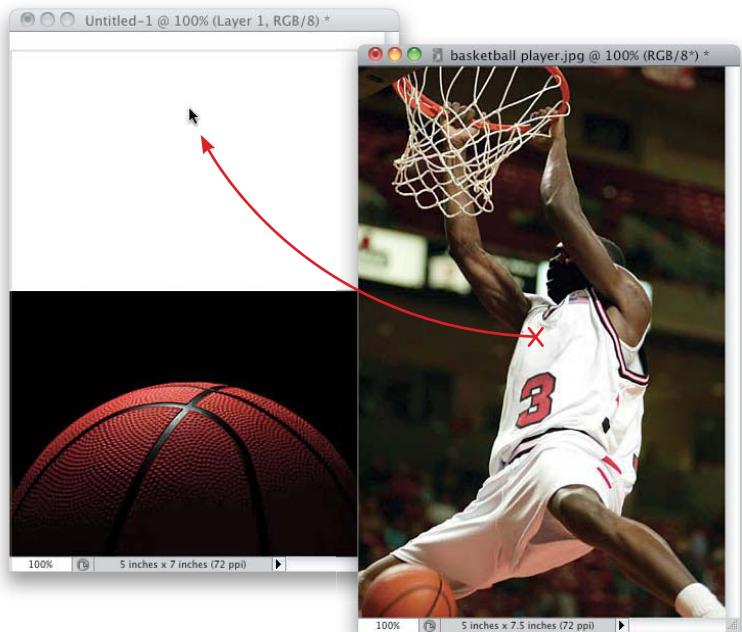 Untitled-1 @ 100% (Layer 1, RGB/8) *
basketball player.jpg @ 100% (RGB/8*) *
3
100%
5 inches x 7 inches (72 ppi)
100%
5 inches x 7.5 inches (72 ppi)